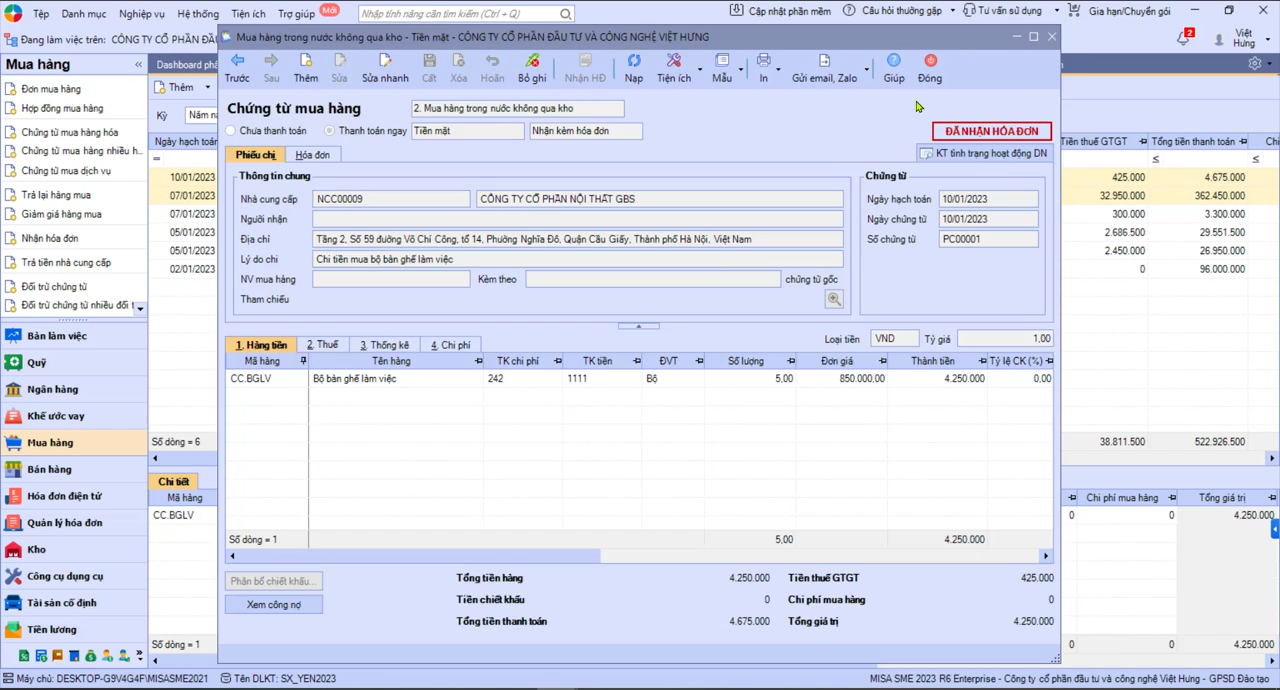 Tệp Danh mục Nghiệp vụ Hệ thống Tiện ích Trợ giúp Mới
Nhập tính năng cần tìm kiếm (Ctrl + Q)
Cập nhật phần mềm Câu hỏi thường gặp Tư vấn sử dụng Gia hạn/Chuyển gói
Đang làm việc trên: CÔNG TY CỔ PHẦN ĐẦU
2 Việt Hưng
Mua hàng
«
Đơn mua hàng
Hợp đồng mua hàng
Chứng từ mua hàng hóa
Chứng từ mua hàng nhiều h
Chứng từ mua dịch vụ
Trả lại hàng mua
Giảm giá hàng mua
Nhận hóa đơn
Trả tiền nhà cung cấp
Đối trừ chứng từ
Đối trừ chứng từ nhiều đối t
Bàn làm việc
Quỹ
Ngân hàng
Khế ước vay
Mua hàng
Bán hàng
Hóa đơn điện tử
Quản lý hóa đơn
Kho
Công cụ dụng cụ
Tài sản cố định
Tiền lương
Thêm
Kỳ Năm n
Ngày hạch toán
=
10/01/2023
07/01/2023
07/01/2023
05/01/2023
05/01/2023
02/01/2023
Số dòng = 6
Chi tiết
Mã hàng
CC.BGLV
Số dòng = 1
Mua hàng trong nước không qua kho - Tiền mặt - CÔNG TY CỔ PHẦN ĐẦU TƯ VÀ CÔNG NGHỆ VIỆT HƯNG
Trước Sau Thêm Sửa Sửa nhanh Cất Xóa Hoãn Bỏ ghi Nhận HĐ Nạp Tiện ích Mẫu In Gửi email, Zalo Giúp Đóng
Chứng từ mua hàng 2. Mua hàng trong nước không qua kho
Chưa thanh toán Thanh toán ngay Tiền mặt Nhận kèm hóa đơn
ĐÃ NHẬN HÓA ĐƠN
Phiếu chi Hóa đơn
KT tình trạng hoạt động DN
Thông tin chung
Nhà cung cấp NCC00009 CÔNG TY CỔ PHẦN NỘI THẤT GBS
Người nhận
Địa chỉ Tầng 2, Số 59 đường Võ Chí Công, tổ 14, Phường Nghĩa Đô, Quận Cầu Giấy, Thành phố Hà Nội, Việt Nam
Lý do chi Chi tiền mua bộ bàn ghế làm việc
NV mua hàng Kèm theo chứng từ gốc
Tham chiếu
Chứng từ
Ngày hạch toán 10/01/2023
Ngày chứng từ 10/01/2023
Số chứng từ PC00001
1. Hàng tiền 2. Thuế 3. Thống kê 4. Chi phí
Loại tiền VND Tỷ giá 1,00
Mã hàng Tên hàng TK chi phí TK tiền ĐVT Số lượng Đơn giá Thành tiền Tỷ lệ CK (%)
CC.BGLV Bộ bàn ghế làm việc 242 1111 Bộ 5,00 850.000,00 4.250.000 0,00
Số dòng = 1 5,00 4.250.000
Phân bổ chiết khấu...
Xem công nợ
Tổng tiền hàng 4.250.000 Tiền thuế GTGT 425.000
Tiền chiết khấu 0 Chi phí mua hàng 0
Tổng tiền thanh toán 4.675.000 Tổng giá trị 4.250.000
Tiền thuế GTGT Tổng tiền thanh toán Chi
≤ ≤
425.000 4.675.000
32.950.000 362.450.000
300.000 3.300.000
2.686.500 29.551.500
2.450.000 26.950.000
0 96.000.000
38.811.500 522.926.500
Chi phí mua hàng Tổng giá trị
0 0 4.250.000
0 0 4.250.000
Máy chủ: DESKTOP-G9V4G4F\MISASME2021 Tên DLKT: SX_YEN2023
MISA SME 2023 R6 Enterprise - Công ty cổ phần đầu tư và công nghệ Việt Hưng - GPSD Đào tạo